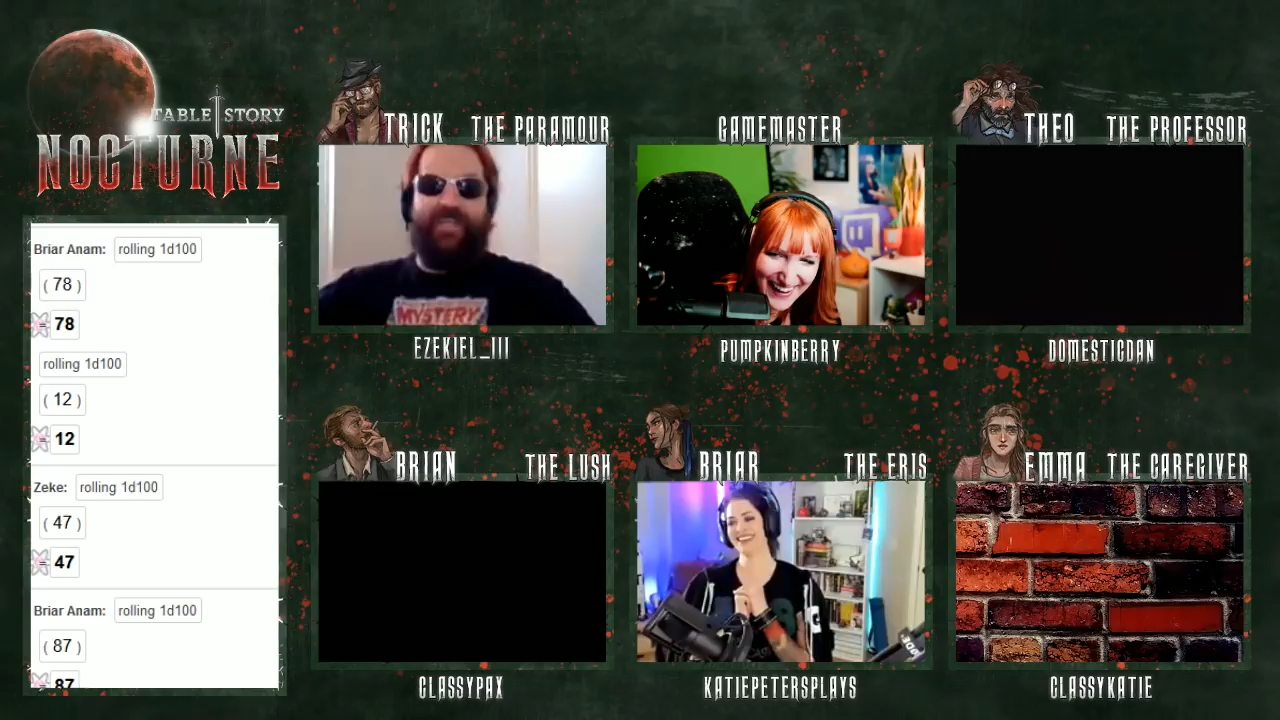 TABLE STORY
NOCTURNE
Briar Anam: rolling 1d100
( 78 )
= 78
rolling 1d100
( 12 )
= 12
Zeke: rolling 1d100
( 47 )
= 47
Briar Anam: rolling 1d100
( 87 )
= 87
TRICK THE PARAMOUR
MYSTERY
EZEKIEL_III
GAMEMASTER
PUMPKINBERRY
THEO THE PROFESSOR
DOMESTICDAN
BRIAN THE LUSH
CLASSYPAX
BRIAR THE ERIS
KATIEPETERSPLAYS
EMMA THE CAREGIVER
CLASSYKATIE